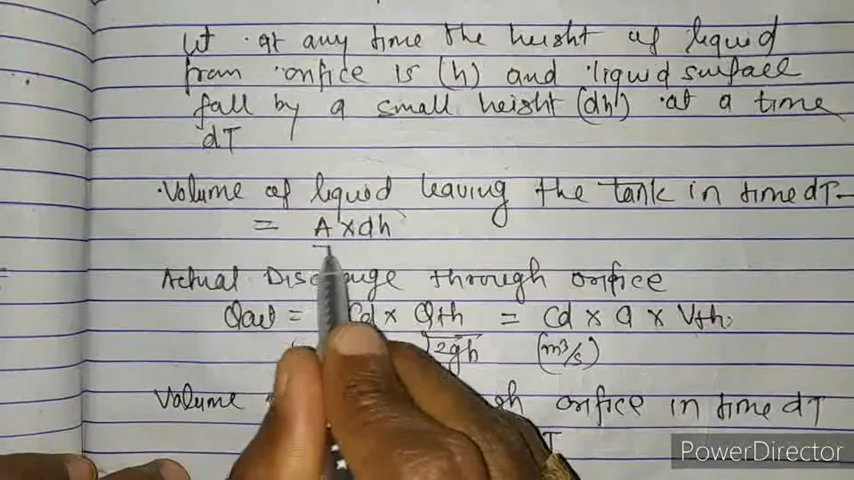 let at any time the height of liquid
from orifice is (h) and liquid surface
fall by a small height (dh) at a time
dT
Volume of liquid leaving the tank in time dT-
= A×dh
Actual Discharge through orifice
Qact = Cd × Qth = Cd × a × Vth
√2gh (m³/s)
Volume orifice in time dT
PowerDirector